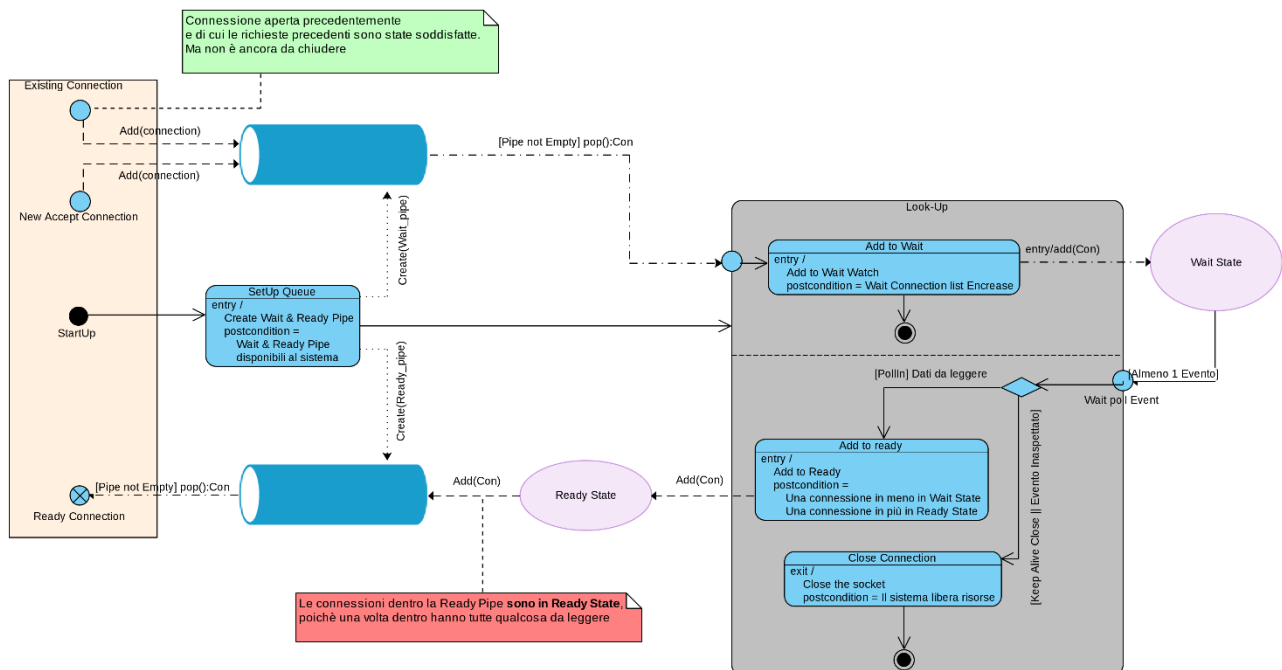 Connessione aperta precedentemente
e di cui le richieste precedenti sono state soddisfatte.
Ma non è ancora da chiudere
Existing Connection
Add(connection)
Add(connection)
New Accept Connection
[Pipe not Empty] pop():Con
Create(Wait_pipe)
Look-Up
Add to Wait
entry /
Add to Wait Watch
postcondition = Wait Connection list Encrease
entry/add(Con)
Wait State
StartUp
SetUp Queue
entry /
Create Wait & Ready Pipe
postcondition =
Wait & Ready Pipe
disponibili al sistema
Create(Ready_pipe)
[PollIn] Dati da leggere
[Almeno 1 Evento]
Wait poll Event
[Keep Alive Close || Evento Inaspettato]
Add to ready
entry /
Add to Ready
postcondition =
Una connessione in meno in Wait State
Una connessione in più in Ready State
Add(Con)
Ready State
Add(Con)
[Pipe not Empty] pop():Con
Ready Connection
Close Connection
exit /
Close the socket
postcondition = Il sistema libera risorse
Le connessioni dentro la Ready Pipe sono in Ready State,
poichè una volta dentro hanno tutte qualcosa da leggere